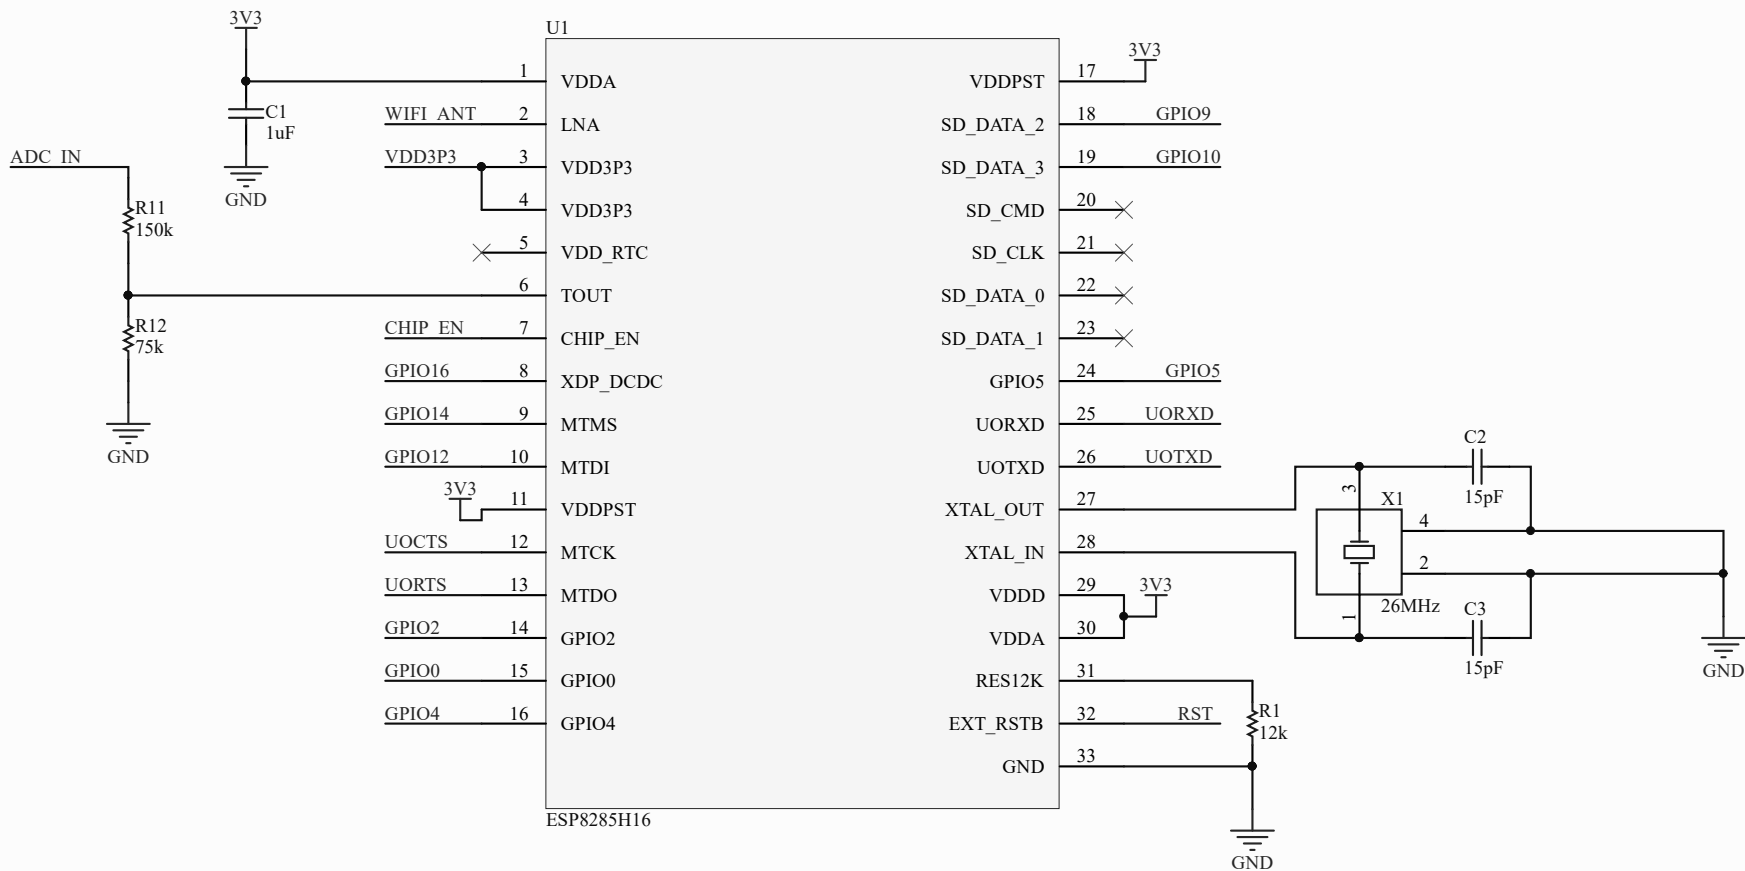 3V3
U1
1
VDDA
C1
1uF
GND
WIFI_ANT
2
LNA
ADC_IN
VDD3P3
3
VDD3P3
4
VDD3P3
R11
150k
5
VDD_RTC
6
TOUT
R12
75k
GND
CHIP_EN
7
CHIP_EN
GPIO16
8
XDP_DCDC
GPIO14
9
MTMS
GPIO12
10
MTDI
3V3
11
VDDPST
UOCTS
12
MTCK
UORTS
13
MTDO
GPIO2
14
GPIO2
GPIO0
15
GPIO0
GPIO4
16
GPIO4
ESP8285H16
VDDPST
17
3V3
SD_DATA_2
18
GPIO9
SD_DATA_3
19
GPIO10
SD_CMD
20
SD_CLK
21
SD_DATA_0
22
SD_DATA_1
23
GPIO5
24
GPIO5
UORXD
25
UORXD
UOTXD
26
UOTXD
XTAL_OUT
27
XTAL_IN
28
VDDD
29
3V3
VDDA
30
RES12K
31
EXT_RSTB
32
RST
GND
33
R1
12k
GND
C2
15pF
3
X1
4
2
26MHz
1
C3
15pF
GND